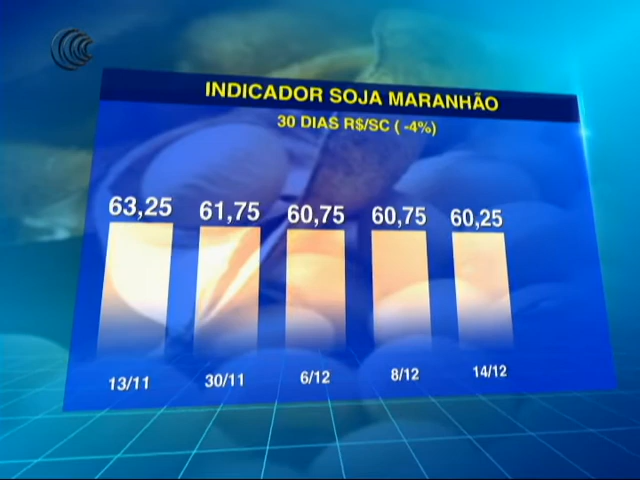 INDICADOR SOJA MARANHÃO
30 DIAS R$/SC ( -4%)
63,25 61,75 60,75 60,75 60,25
13/11 30/11 6/12 8/12 14/12